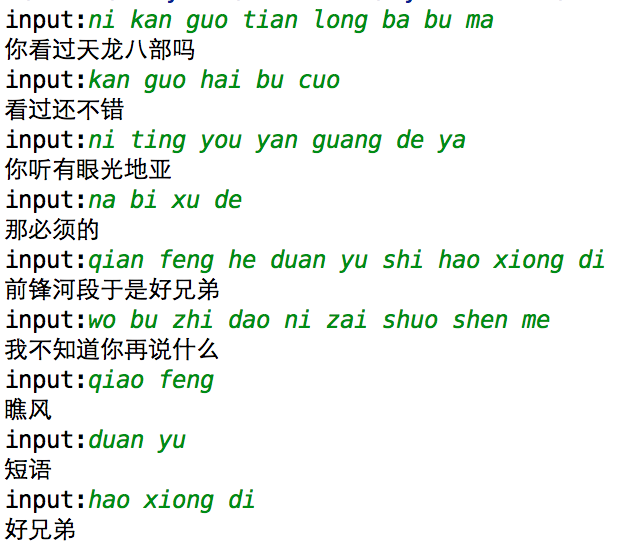 input:ni kan guo tian long ba bu ma
你看过天龙八部吗
input:kan guo hai bu cuo
看过还不错
input:ni ting you yan guang de ya
你听有眼光地亚
input:na bi xu de
那必须的
input:qian feng he duan yu shi hao xiong di
前锋河段于是好兄弟
input:wo bu zhi dao ni zai shuo shen me
我不知道你再说什么
input:qiao feng
瞧风
input:duan yu
短语
input:hao xiong di
好兄弟